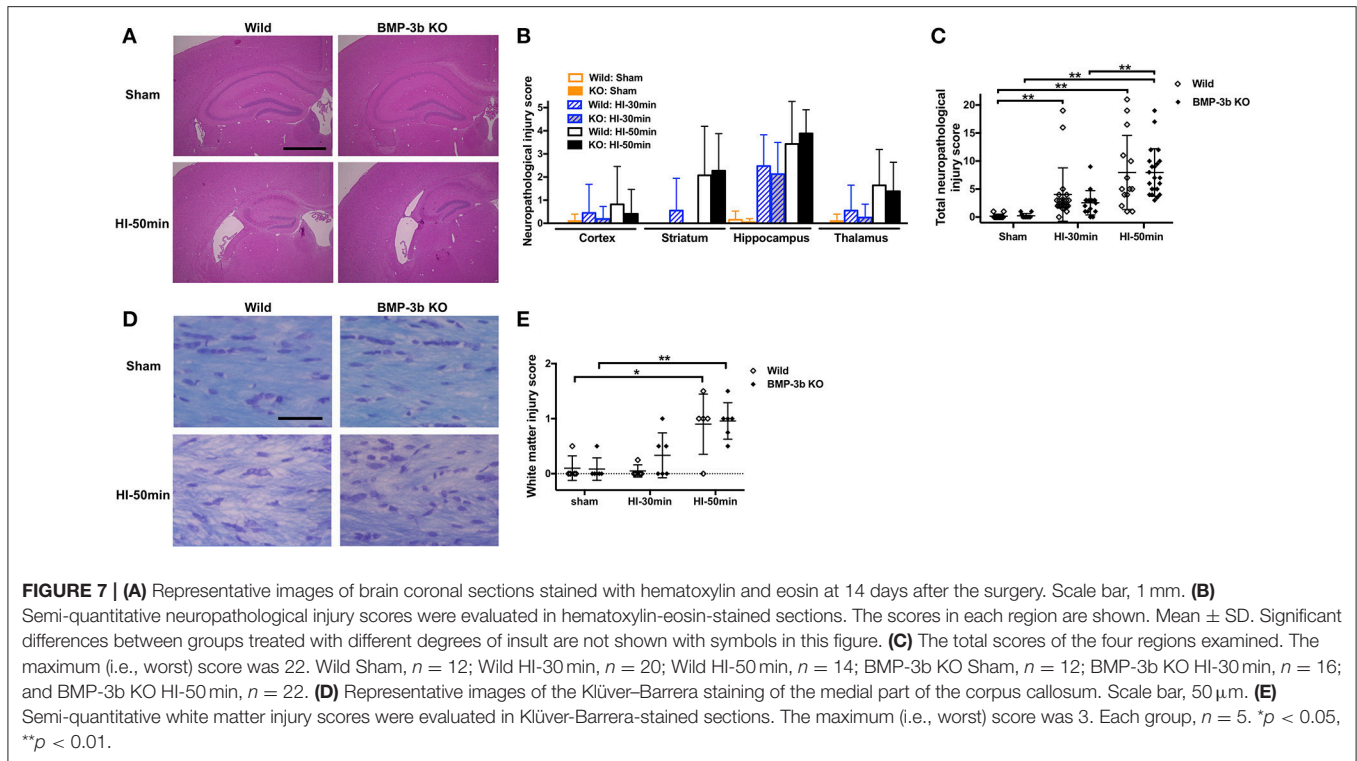 A
Wild
BMP-3b KO
Sham
HI-50min
B
Neuropathological injury score
5
4
3
2
1
0
Wild: Sham
KO: Sham
Wild: HI-30min
KO: HI-30min
Wild: HI-50min
KO: HI-50min
Cortex
Striatum
Hippocampus
Thalamus
C
Total neuropathological
injury score
20
15
10
5
0
**
**
**
**
Wild
BMP-3b KO
Sham
HI-30min
HI-50min
D
Wild
BMP-3b KO
Sham
HI-50min
E
White matter injury score
2
1
0
**
*
Wild
BMP-3b KO
sham
HI-30min
HI-50min
FIGURE 7 | (A) Representative images of brain coronal sections stained with hematoxylin and eosin at 14 days after the surgery. Scale bar, 1 mm. (B)
Semi-quantitative neuropathological injury scores were evaluated in hematoxylin-eosin-stained sections. The scores in each region are shown. Mean ± SD. Significant
differences between groups treated with different degrees of insult are not shown with symbols in this figure. (C) The total scores of the four regions examined. The
maximum (i.e., worst) score was 22. Wild Sham, n = 12; Wild HI-30 min, n = 20; Wild HI-50 min, n = 14; BMP-3b KO Sham, n = 12; BMP-3b KO HI-30 min, n = 16;
and BMP-3b KO HI-50 min, n = 22. (D) Representative images of the Klüver–Barrera staining of the medial part of the corpus callosum. Scale bar, 50 μm. (E)
Semi-quantitative white matter injury scores were evaluated in Klüver-Barrera-stained sections. The maximum (i.e., worst) score was 3. Each group, n = 5. *p < 0.05,
**p < 0.01.